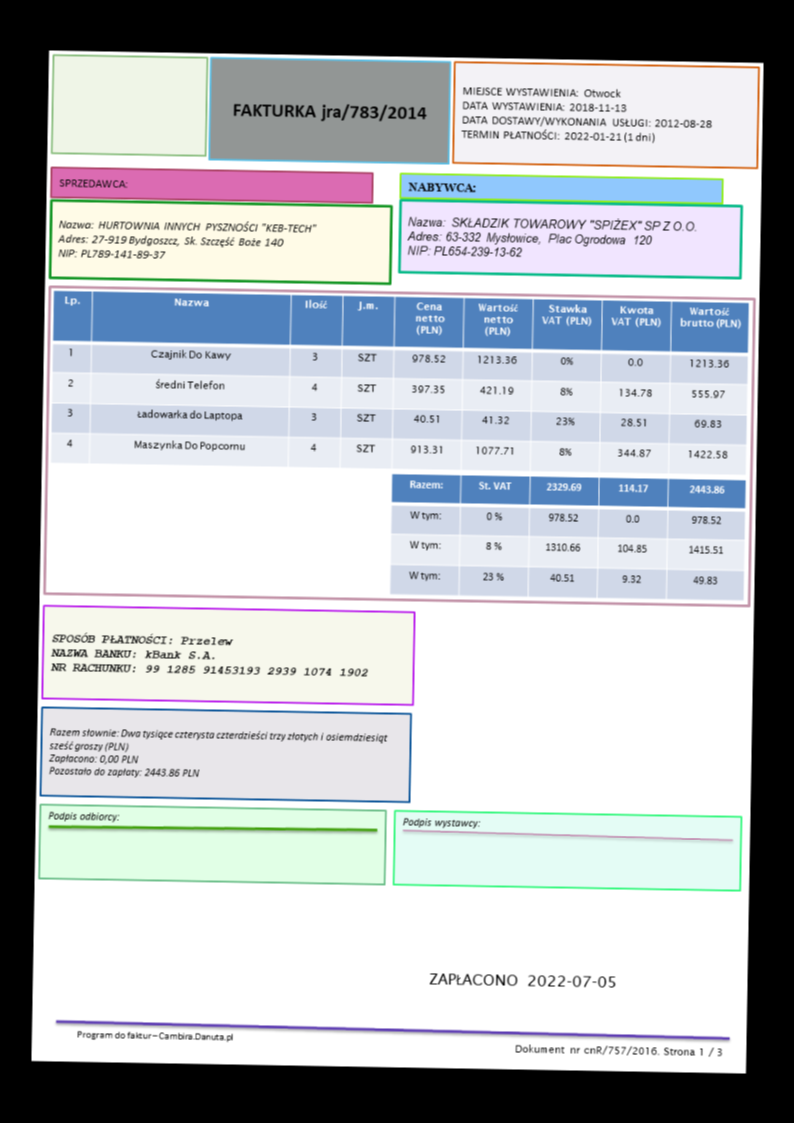 FAKTURKA jra/783/2014
MIEJSCE WYSTAWIENIA: Otwock
DATA WYSTAWIENIA: 2018-11-13
DATA DOSTAWY/WYKONANIA USŁUGI: 2012-08-28
TERMIN PŁATNOŚCI: 2022-01-21 (1 dni)
SPRZEDAWCA:
Nazwa: HURTOWNIA INNYCH PYSZNOŚCI "KEB-TECH"
Adres: 27-919 Bydgoszcz, Sk. Szczęść Boże 140
NIP: PL789-141-89-37
NABYWCA:
Nazwa: SKŁADZIK TOWAROWY "SPIŻEX" SP Z O.O.
Adres: 63-332 Mysłowice, Plac Ogrodowa 120
NIP: PL654-239-13-62
Lp. Nazwa Ilość J.m. Cena netto (PLN) Wartość netto (PLN) Stawka VAT (PLN) Kwota VAT (PLN) Wartość brutto (PLN)
1 Czajnik Do Kawy 3 SZT 978.52 1213.36 0% 0.0 1213.36
2 średni Telefon 4 SZT 397.35 421.19 8% 134.78 555.97
3 Ładowarka do Laptopa 3 SZT 40.51 41.32 23% 28.51 69.83
4 Maszynka Do Popcornu 4 SZT 913.31 1077.71 8% 344.87 1422.58
Razem: St. VAT 2329.69 114.17 2443.86
W tym: 0 % 978.52 0.0 978.52
W tym: 8 % 1310.66 104.85 1415.51
W tym: 23 % 40.51 9.32 49.83
SPOSÓB PŁATNOŚCI: Przelew
NAZWA BANKU: kBank S.A.
NR RACHUNKU: 99 1285 91453193 2939 1074 1902
Razem słownie: Dwa tysiące czterysta czterdzieści trzy złotych i osiemdziesiąt
sześć groszy (PLN)
Zapłacono: 0,00 PLN
Pozostało do zapłaty: 2443.86 PLN
Podpis odbiorcy:
Podpis wystawcy:
ZAPŁACONO 2022-07-05
Program do faktur – Cambira.Danuta.pl
Dokument nr cnR/757/2016. Strona 1 / 3